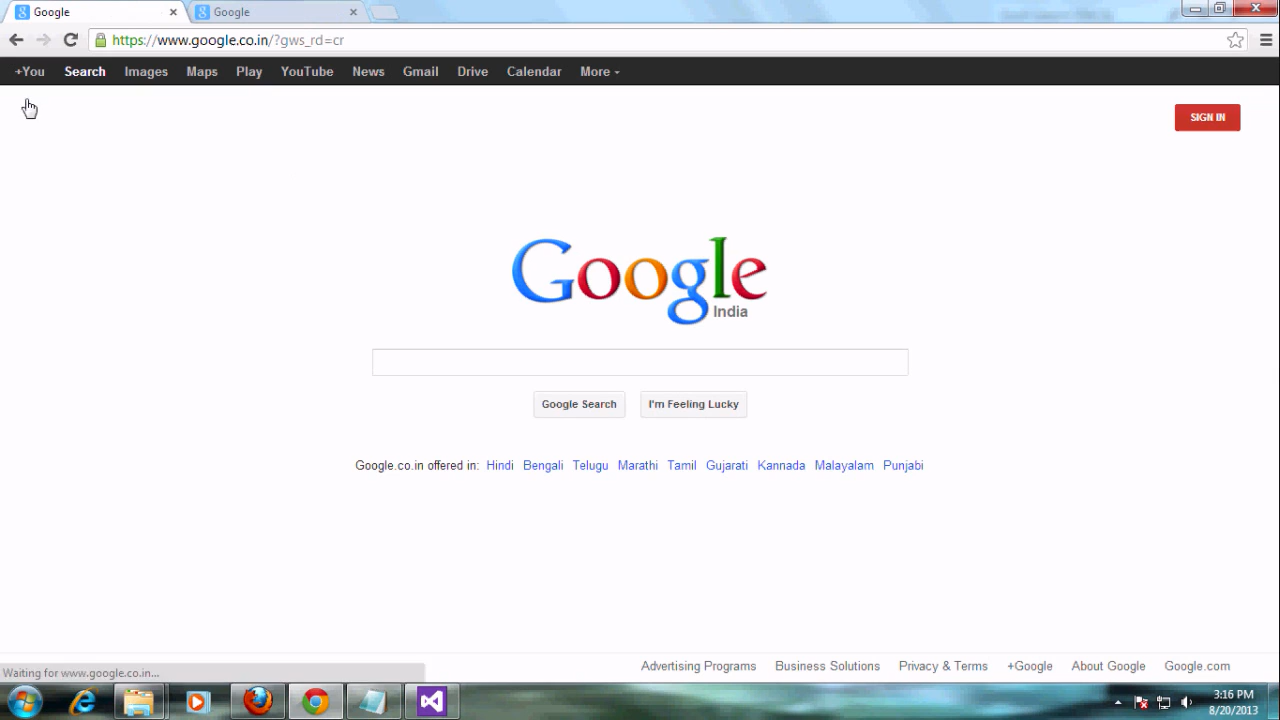 Google
Google
https://www.google.co.in/?gws_rd=cr
+You Search Images Maps Play YouTube News Gmail Drive Calendar More
SIGN IN
Google
India
Google Search I'm Feeling Lucky
Google.co.in offered in: Hindi Bengali Telugu Marathi Tamil Gujarati Kannada Malayalam Punjabi
Advertising Programs Business Solutions Privacy & Terms +Google About Google Google.com
Waiting for www.google.co.in...
3:16 PM
8/20/2013